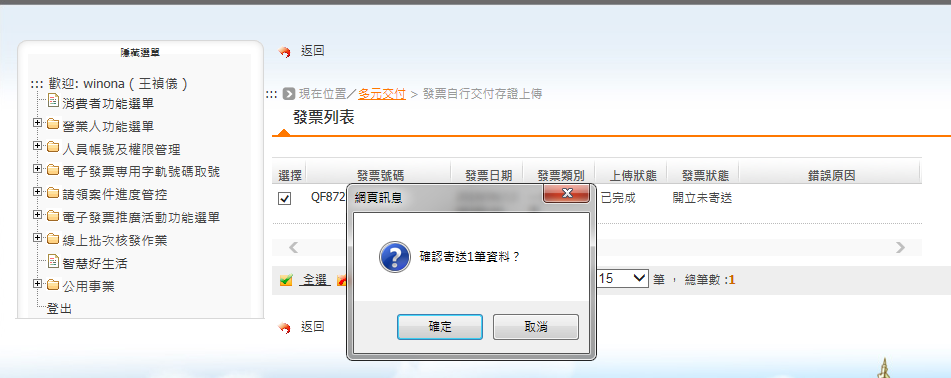 隱藏選單
返回
::: 歡迎: winona ( 王禎儀 )
消費者功能選單
營業人功能選單
人員帳號及權限管理
電子發票專用字軌號碼取號
請領案件進度管控
電子發票推廣活動功能選單
線上批次核發作業
智慧好生活
公用事業
登出
::: 現在位置／多元交付 > 發票自行交付存證上傳
發票列表
選擇 發票號碼 發票日期 發票類別 上傳狀態 發票狀態 錯誤原因
QF872 已完成 開立未寄送
網頁訊息
確認寄送1筆資料？
確定 取消
全選 15 筆 ， 總筆數 :1
返回